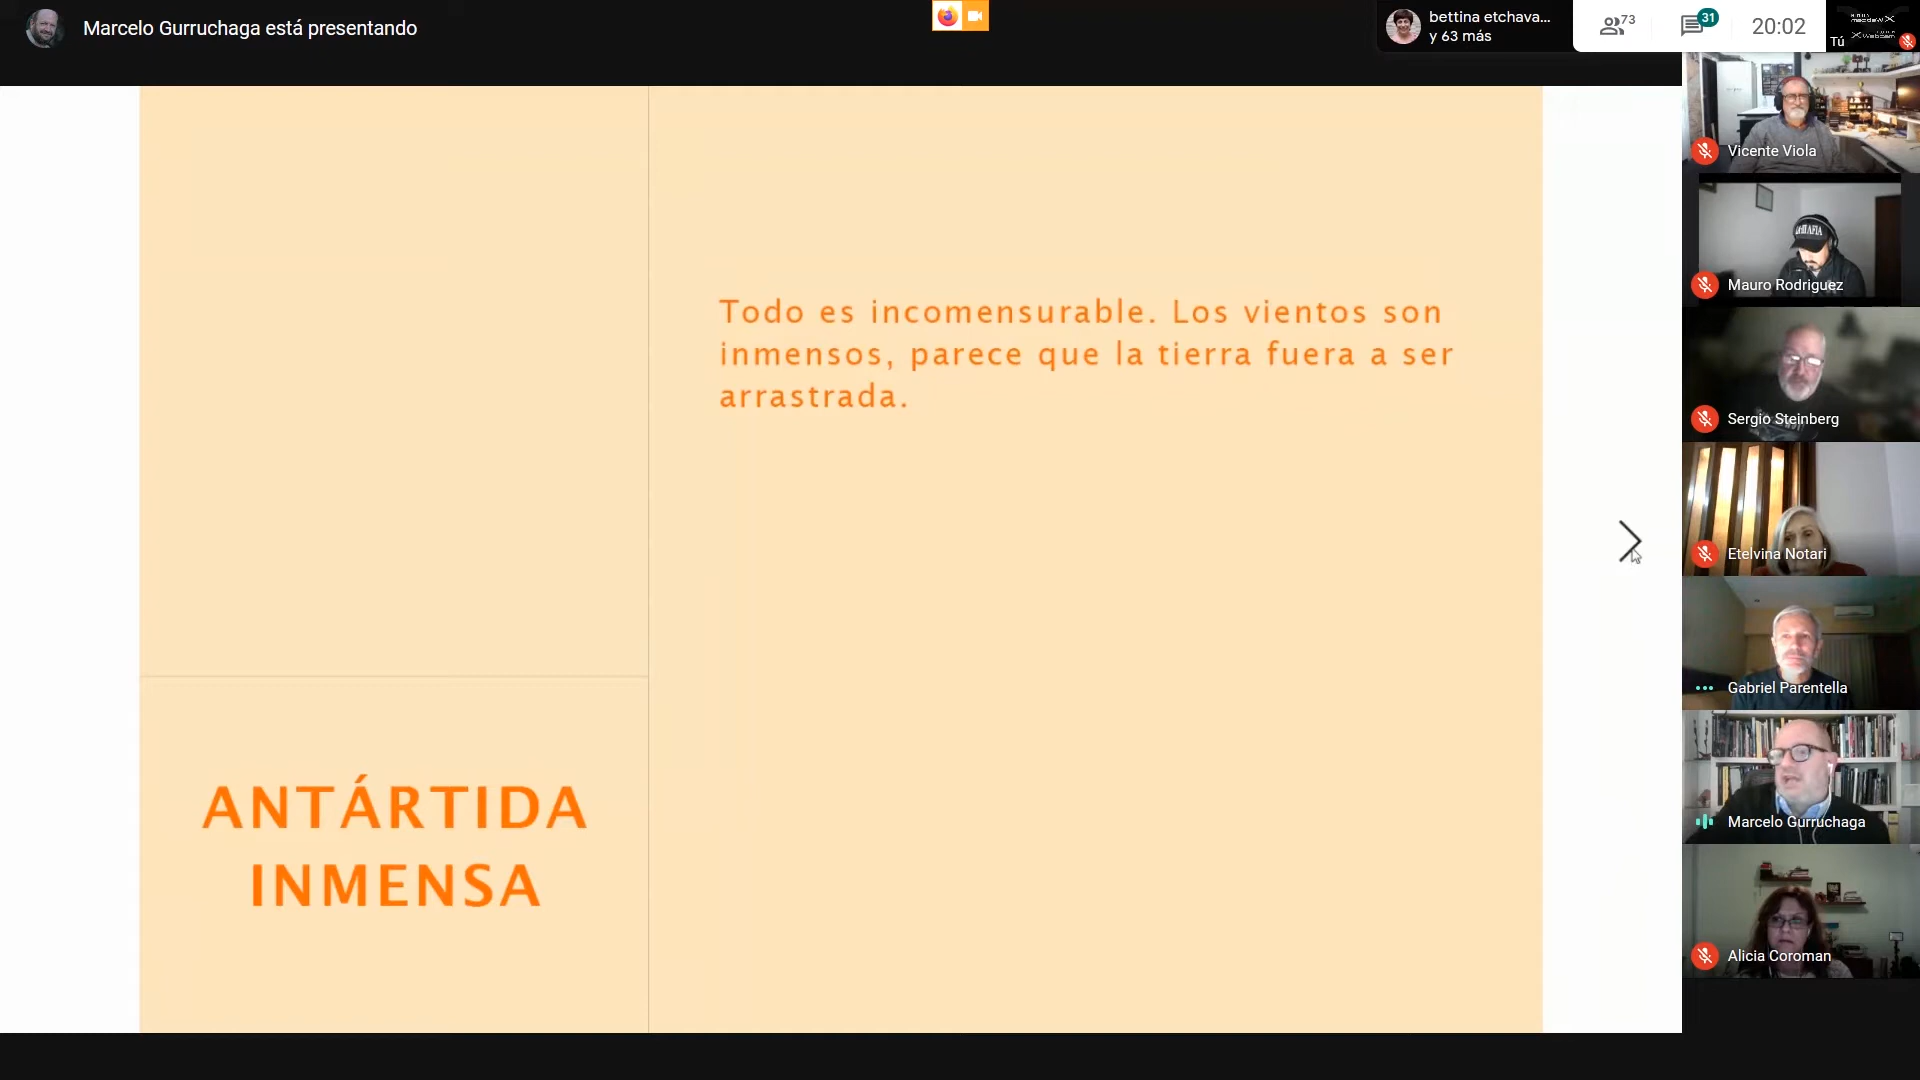 Marcelo Gurruchaga está presentando
bettina etchava...
y 63 más
73
31
20:02
Tú
Todo es incomensurable. Los vientos son
inmensos, parece que la tierra fuera a ser
arrastrada.
ANTÁRTIDA
INMENSA
Vicente Viola
Mauro Rodriguez
Sergio Steinberg
Etelvina Notari
Gabriel Parentella
Marcelo Gurruchaga
Alicia Coroman